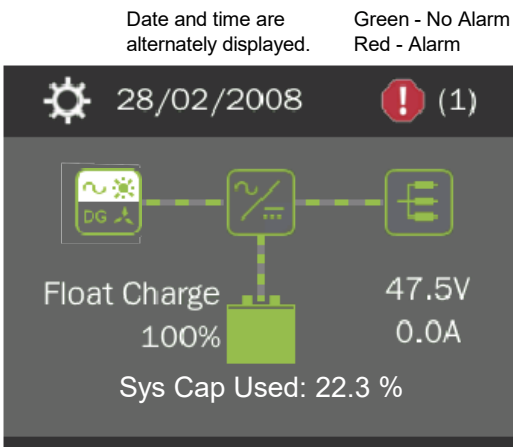 Date and time are
alternately displayed.
Green - No Alarm
Red - Alarm
28/02/2008
! (1)
DG
Float Charge
100%
47.5V
0.0A
Sys Cap Used: 22.3 %